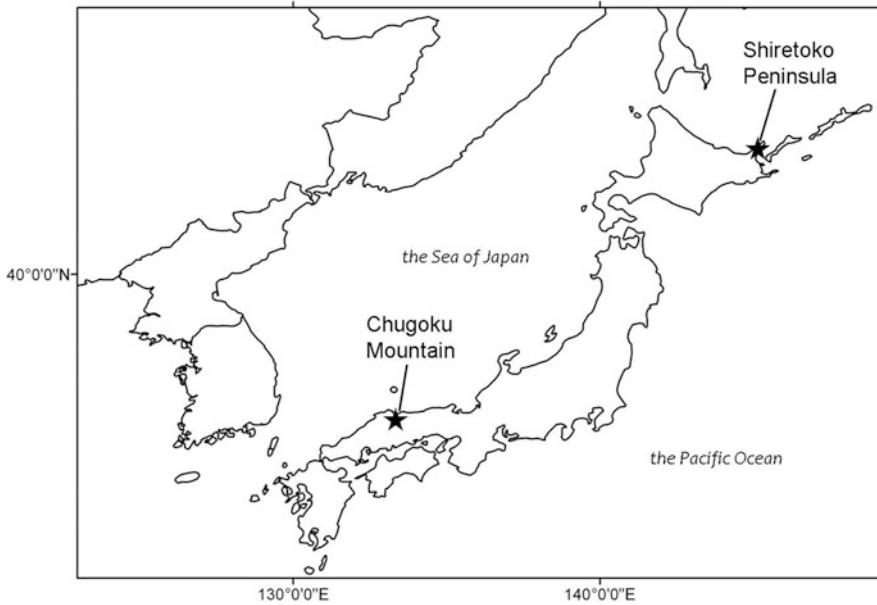 Shiretoko
Peninsula
the Sea of Japan
40°0'0"N
Chugoku
Mountain
the Pacific Ocean
130°0'0"E
140°0'0"E